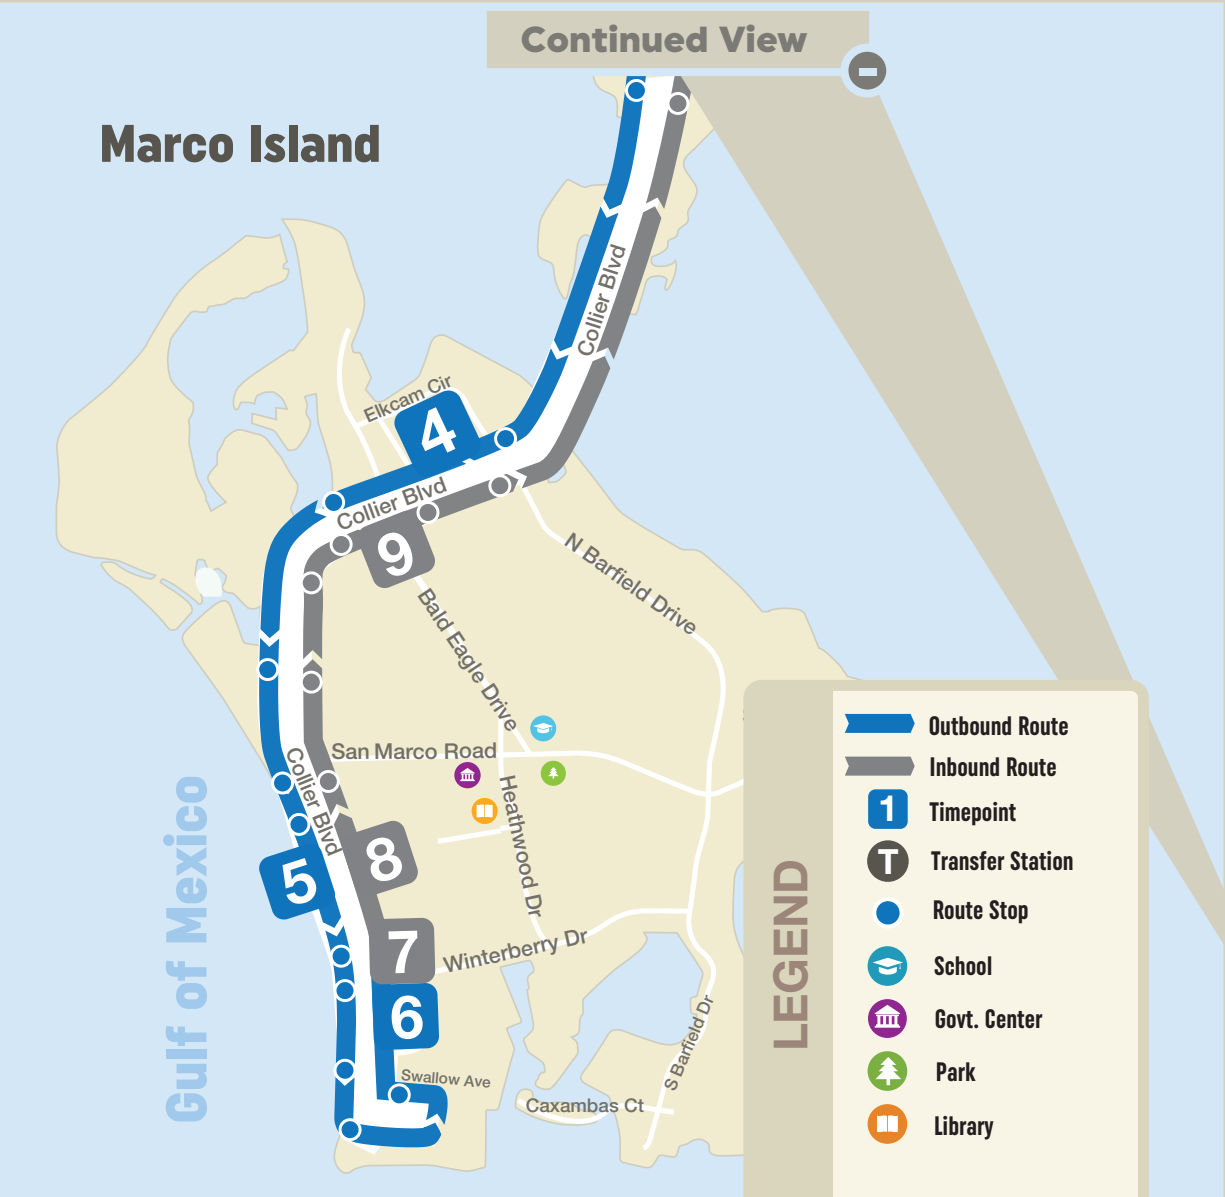 Continued View
Marco Island
Collier Blvd
Elkcam Cir
4
Collier Blvd
9
N Barfield Drive
Bald Eagle Drive
San Marco Road
Collier Blvd
Heathwood Dr
8
5
7
Winterberry Dr
6
Swallow Ave
Caxambas Ct
S Barfield Dr
Gulf of Mexico
LEGEND
Outbound Route
Inbound Route
1 Timepoint
T Transfer Station
Route Stop
School
Govt. Center
Park
Library